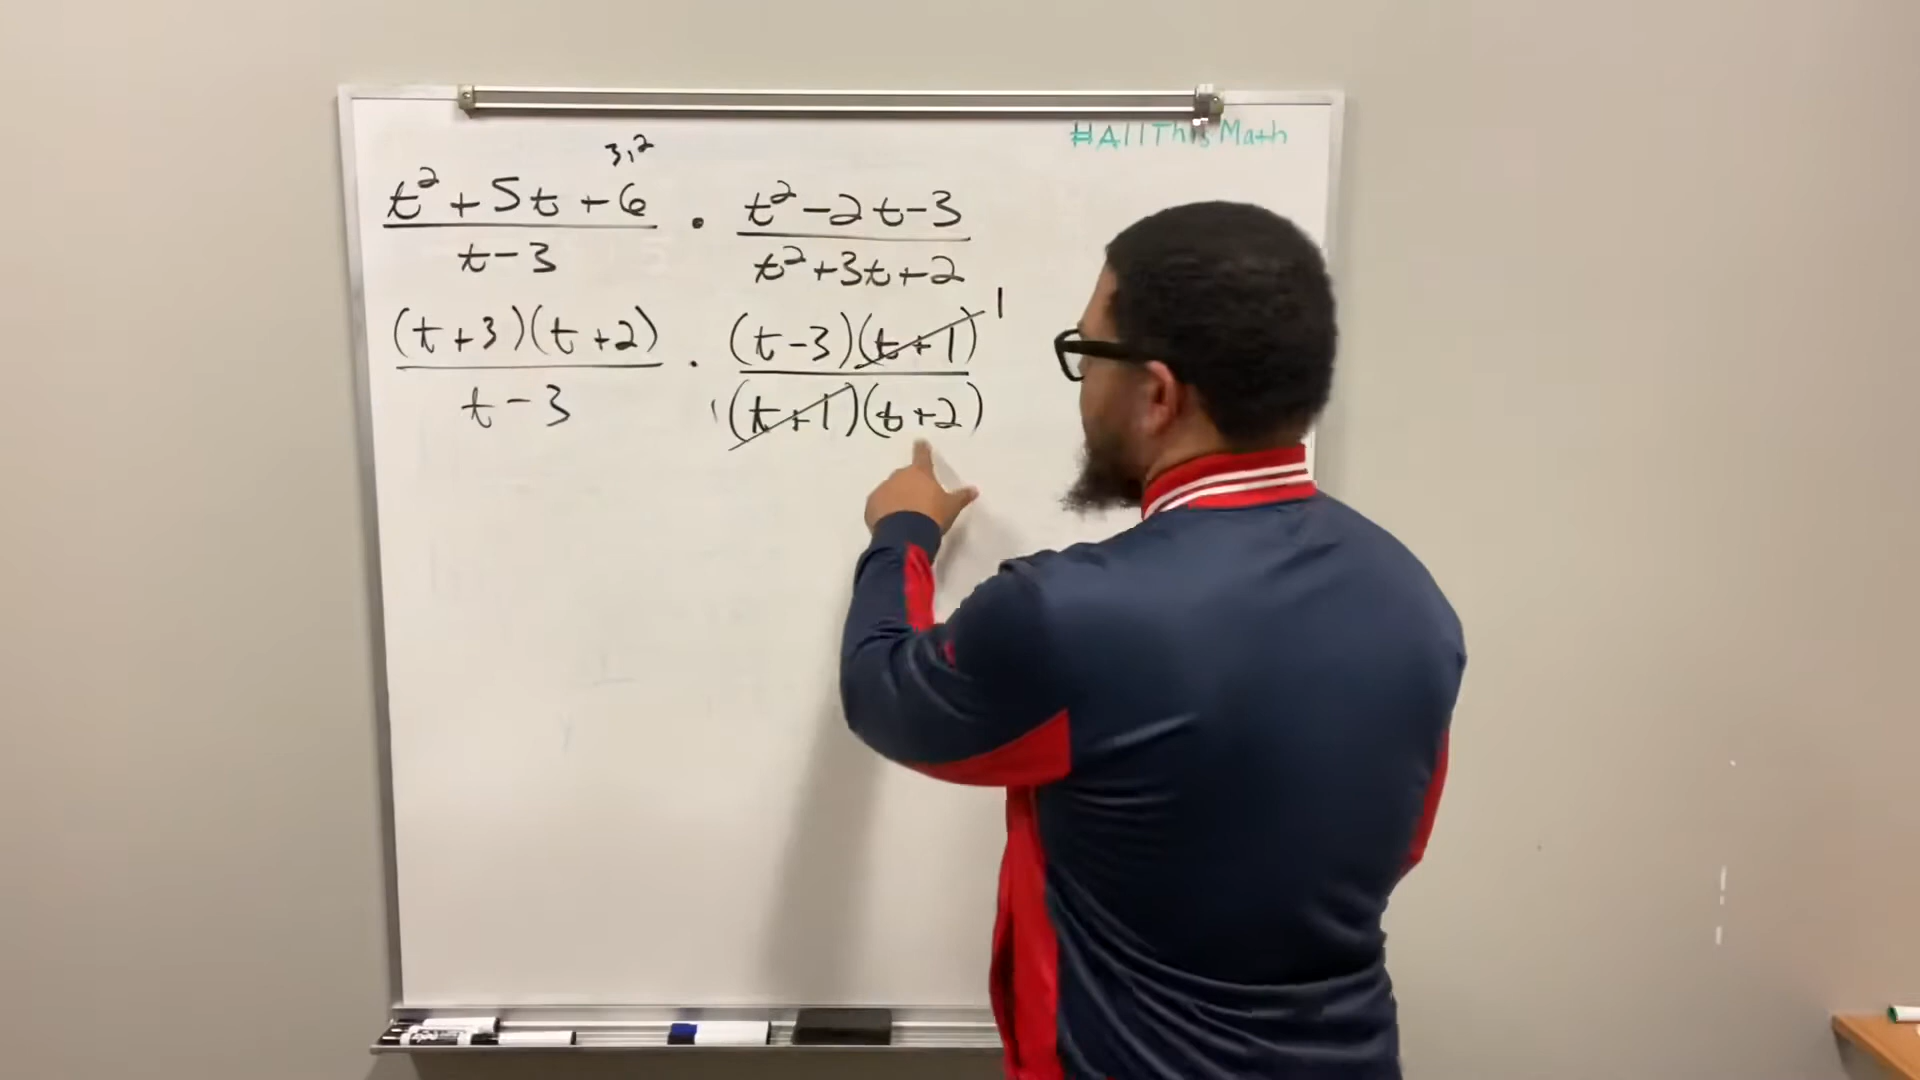 #AllThisMath
3,2
t² + 5t + 6 · t² - 2t - 3
t - 3 t² + 3t + 2
(t + 3)(t + 2) · (t - 3)(t + 1) 1
t - 3 1 (t + 1)(t + 2)